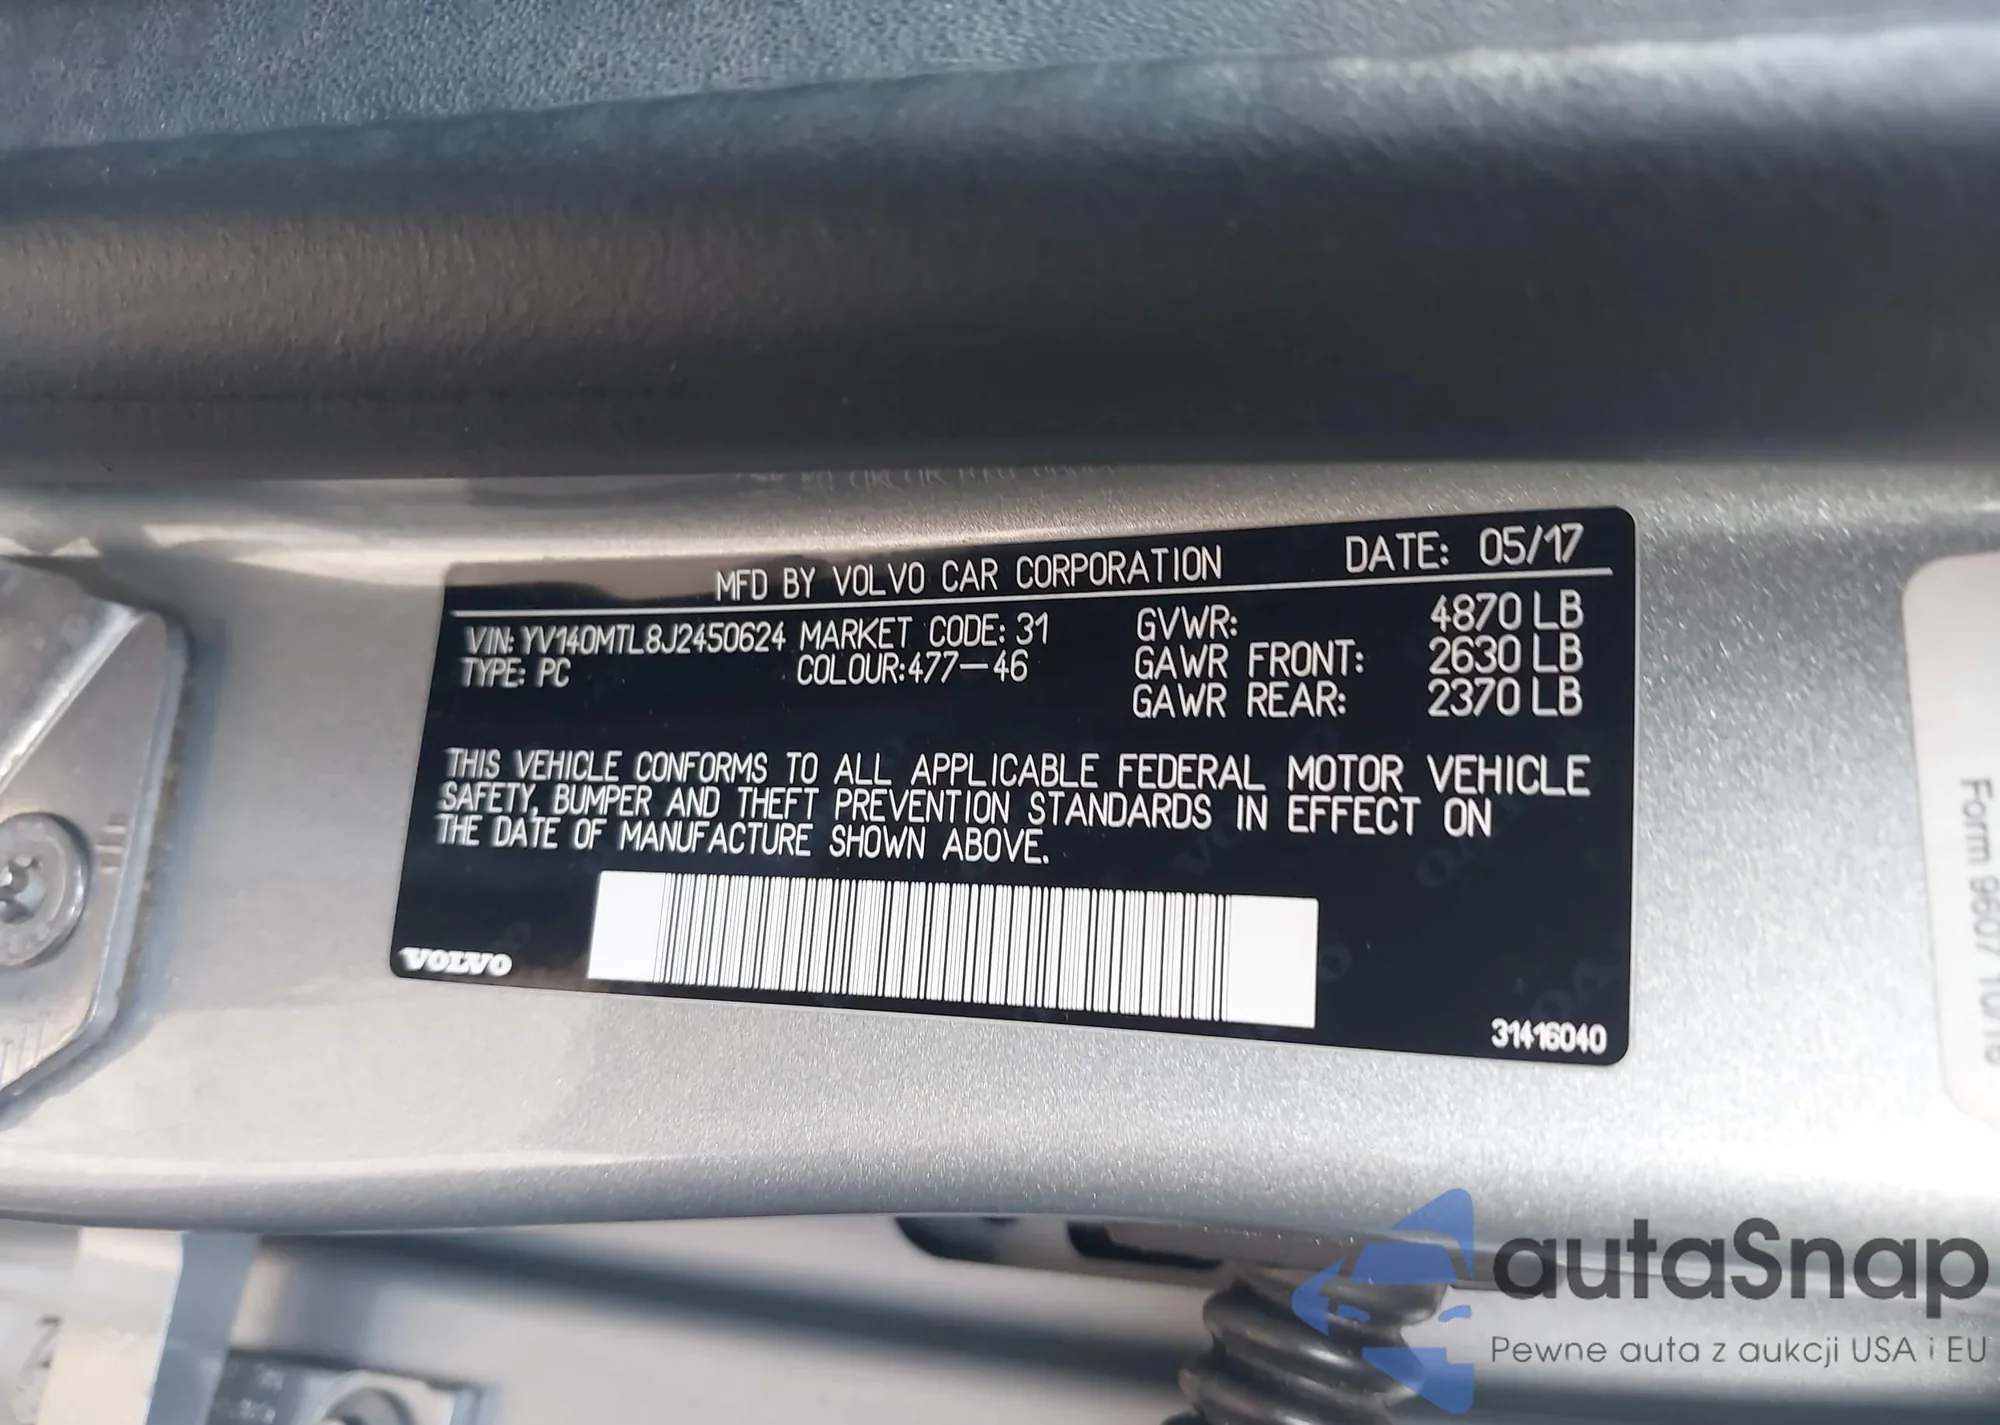 MFD BY VOLVO CAR CORPORATION DATE: 05/17
VIN: YV140MTL8J2450624 MARKET CODE: 31 GVWR: 4870 LB
TYPE: PC COLOUR:477-46 GAWR FRONT: 2630 LB
GAWR REAR: 2370 LB
THIS VEHICLE CONFORMS TO ALL APPLICABLE FEDERAL MOTOR VEHICLE
SAFETY, BUMPER AND THEFT PREVENTION STANDARDS IN EFFECT ON
THE DATE OF MANUFACTURE SHOWN ABOVE.
VOLVO
31416040
Form 9607 1016
autaSnap
Pewne auta z aukcji USA i EU